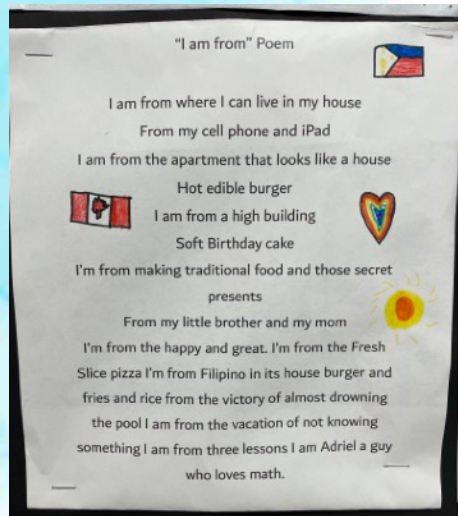 “I am from” Poem
I am from where I can live in my house
From my cell phone and iPad
I am from the apartment that looks like a house
Hot edible burger
I am from a high building
Soft Birthday cake
I'm from making traditional food and those secret
presents
From my little brother and my mom
I'm from the happy and great. I'm from the Fresh
Slice pizza I'm from Filipino in its house burger and
fries and rice from the victory of almost drowning
the pool I am from the vacation of not knowing
something I am from three lessons I am Adriel a guy
who loves math.